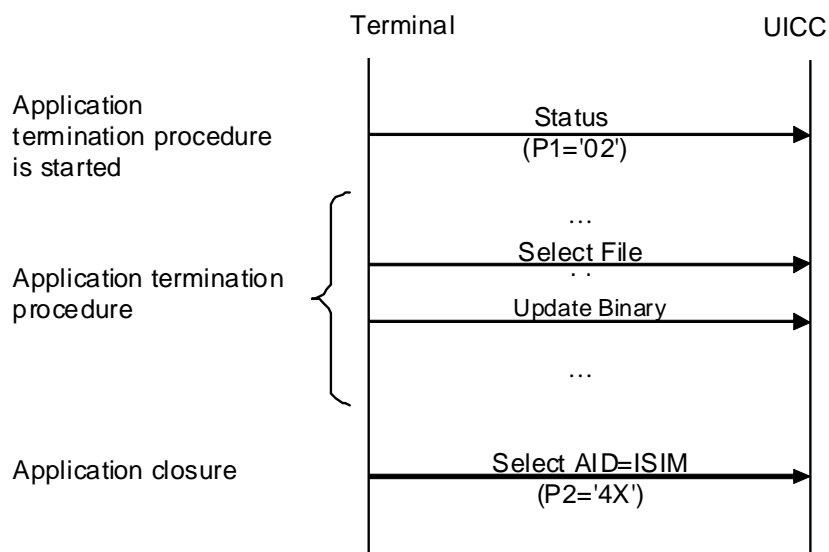 Terminal UICC
Application
termination procedure
is started
Status
(P1='02')
...
Select File
. .
Application termination
procedure
Update Binary
...
Application closure
Select AID=ISIM
(P2='4X')